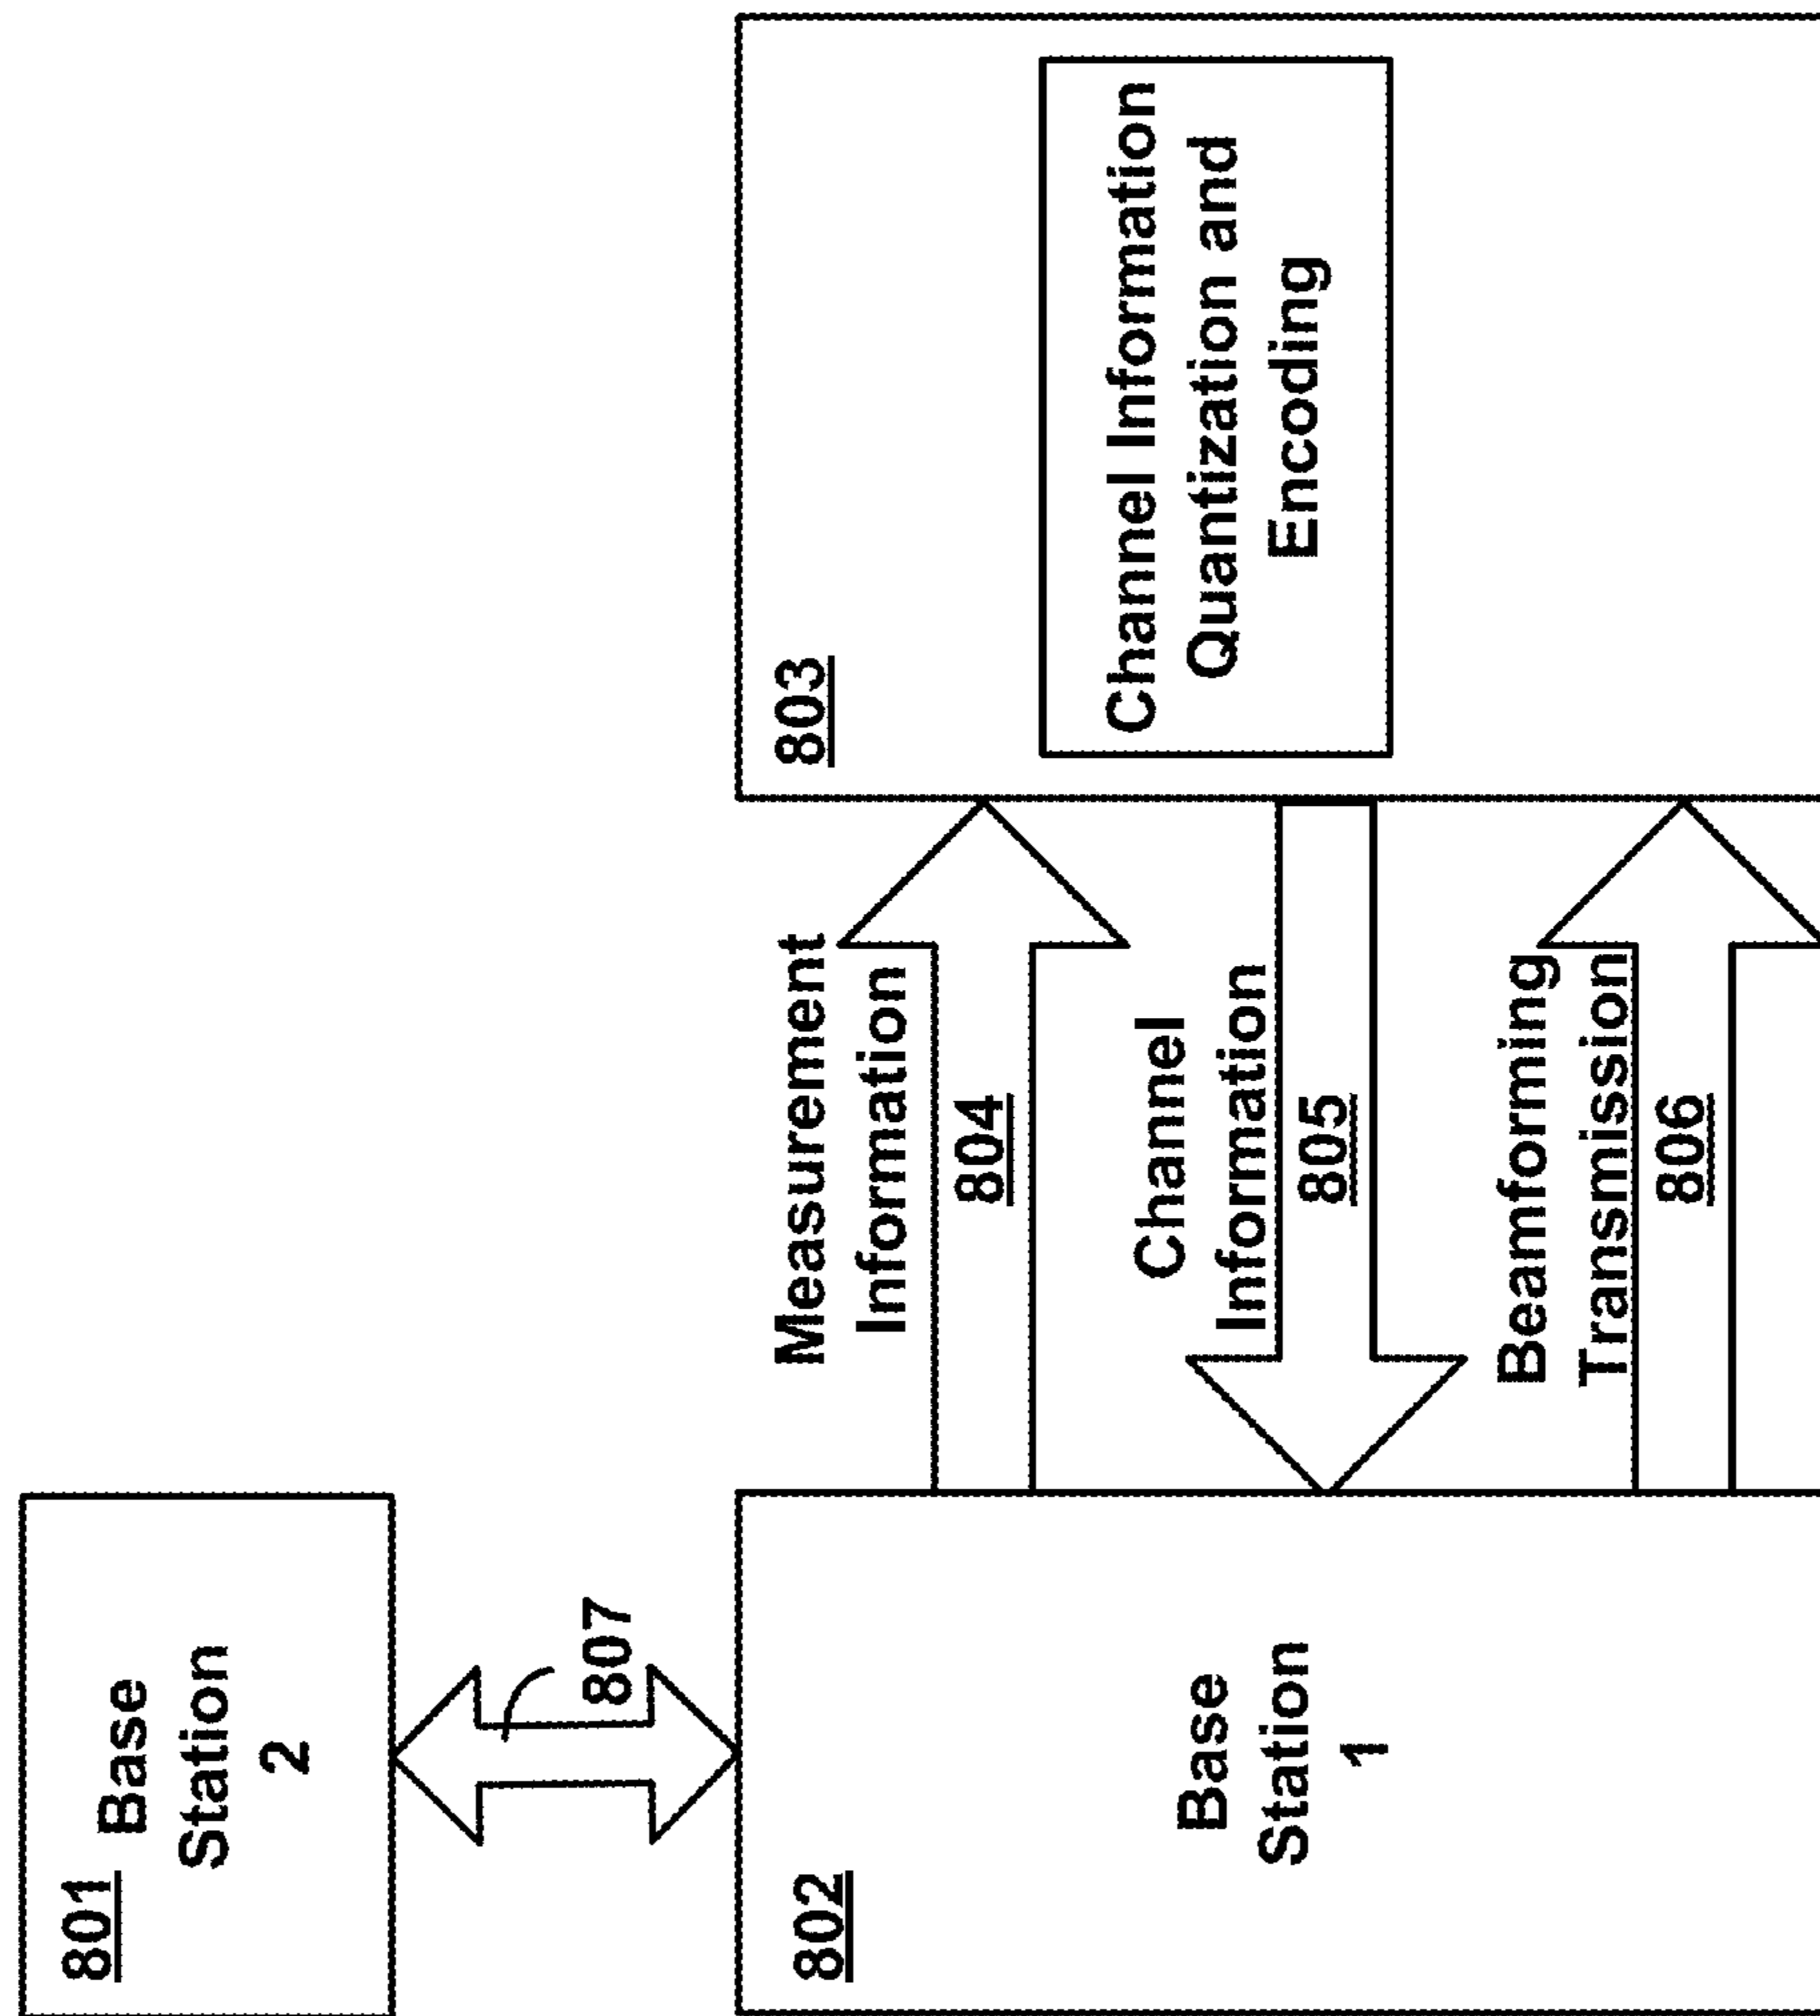 801
Base
Station
2
807
802
Base
Station
1
Measurement
Information
804
Channel
Information
805
Beamforming
Transmission
806
803
Channel Information
Quantization and
Encoding